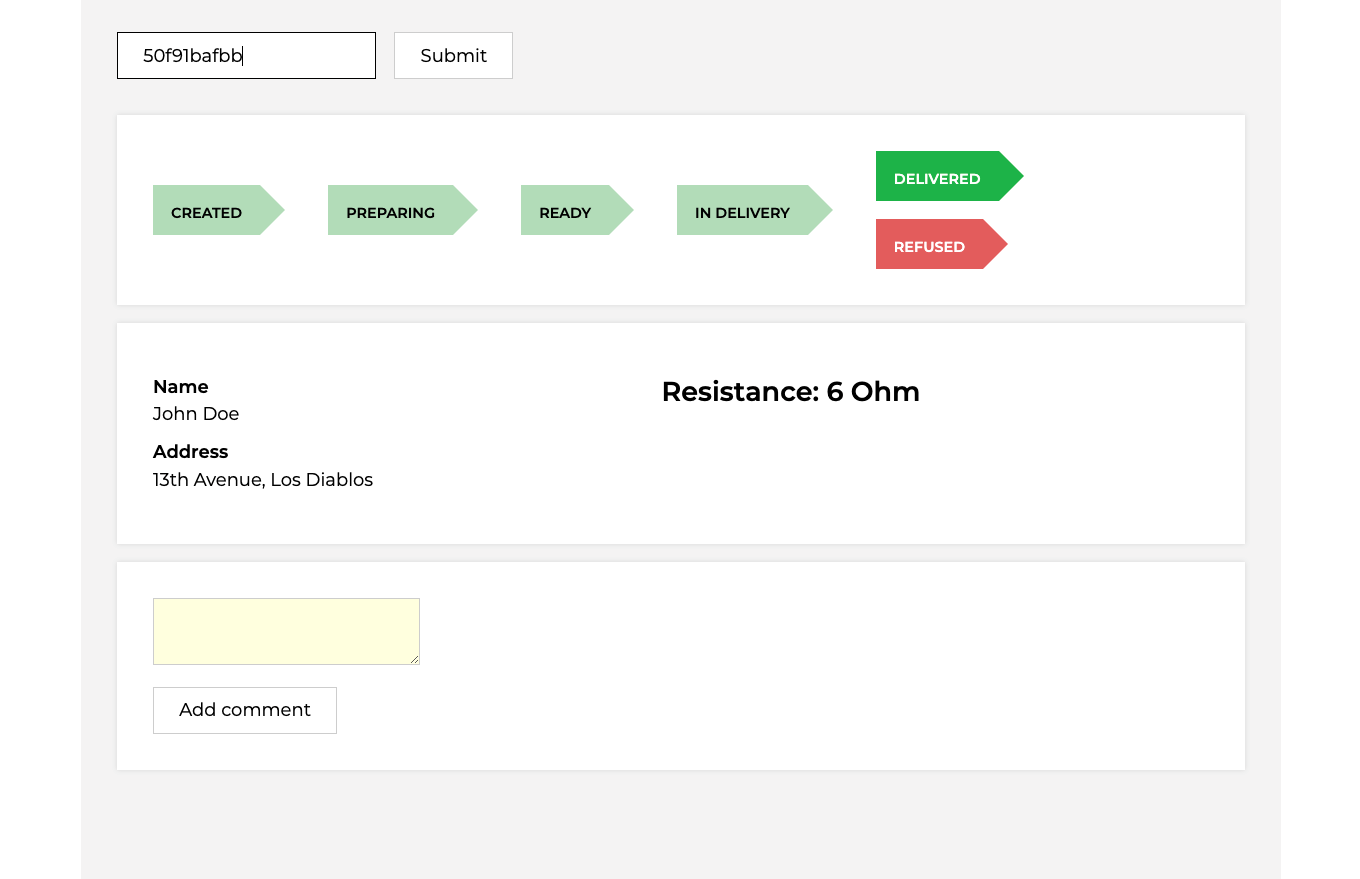 50f91bafbb
Submit
CREATED
PREPARING
READY
IN DELIVERY
DELIVERED
REFUSED
Name
John Doe
Address
13th Avenue, Los Diablos
Resistance: 6 Ohm
Add comment